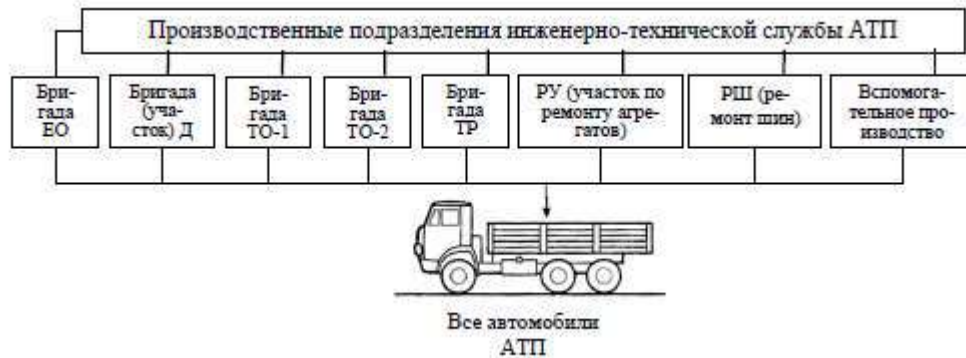 Производственные подразделения инженерно-технической службы АТП
Бри-
гада
ЕО
Бригада
(уча-
сток) Д
Бри-
гада
ТО-1
Бри-
гада
ТО-2
Бри-
гада
ТР
РУ (участок по
ремонту агре-
гатов)
РШ (ре-
монт шин)
Вспомога-
тельное про-
изводство
Все автомобили
АТП